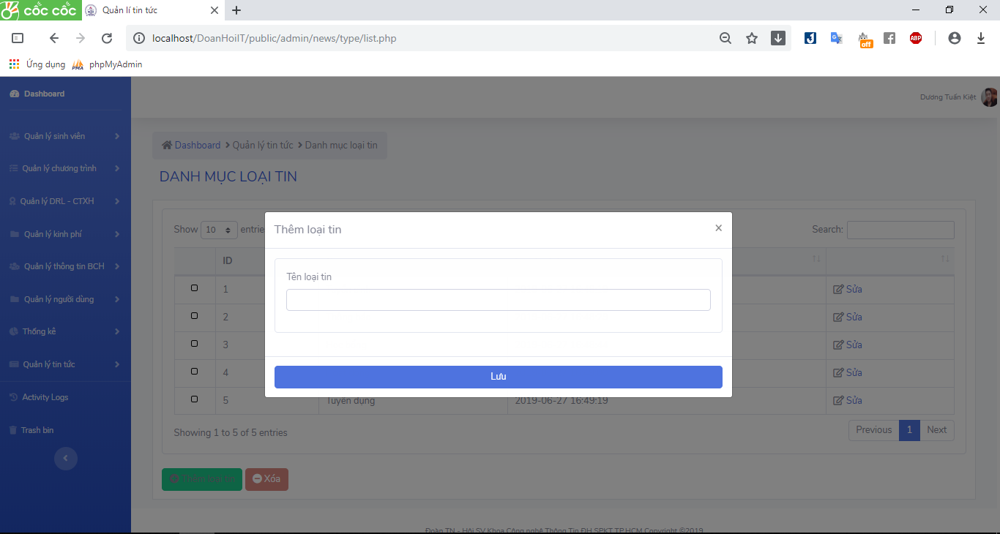 cốc cốc Quản lí tin tức
localhost/DoanHoiIT/public/admin/news/type/list.php
off
ABP
Ứng dụng phpMyAdmin
Dashboard
Dương Tuấn Kiệt
Quản lý sinh viên
Quản lý chương trình
Quản lý DRL - CTXH
Quản lý kinh phí
Quản lý thông tin BCH
Quản lý người dùng
Thống kê
Quản lý tin tức
Activity Logs
Trash bin
Dashboard Quản lý tin tức Danh mục loại tin
DANH MỤC LOẠI TIN
Show 10 entrie
Search:
ID
1 Sửa
2 Sửa
3 Sửa
4 Sửa
5 Tuyển dụng 2019-06-27 16:49:19 Sửa
Thêm loại tin ×
Tên loại tin
Lưu
Showing 1 to 5 of 5 entries
Previous 1 Next
Xóa
Đoàn TN - Hội SV Khoa Công nghệ Thông Tin ĐH SPKT TP.HCM Copyright ©2019